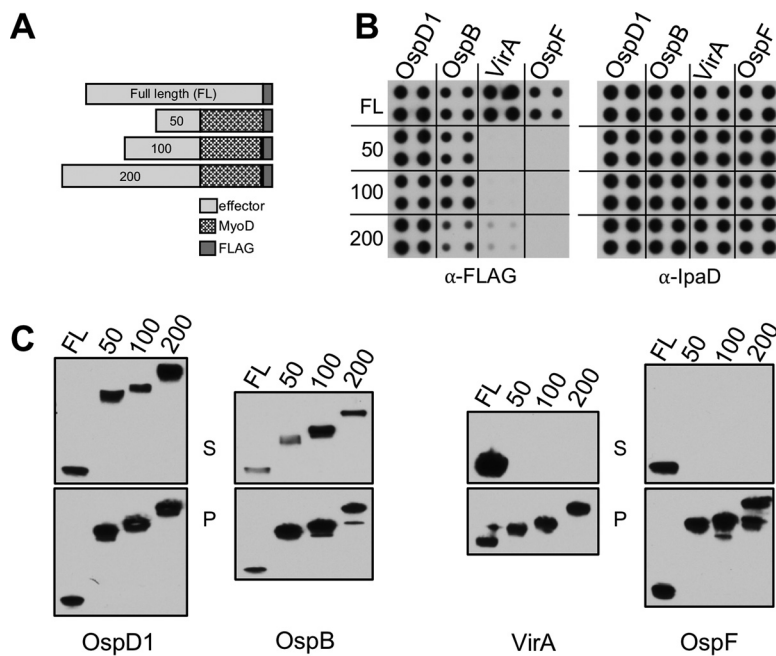 A
Full length (FL)
50
100
200
effector
MyoD
FLAG
B
OspD1 OspB VirA OspF
OspD1 OspB VirA OspF
FL
50
100
200
α-FLAG
α-IpaD
C
FL 50 100 200
FL 50 100 200
FL 50 100 200
FL 50 100 200
S
S
P
P
OspD1
OspB
VirA
OspF